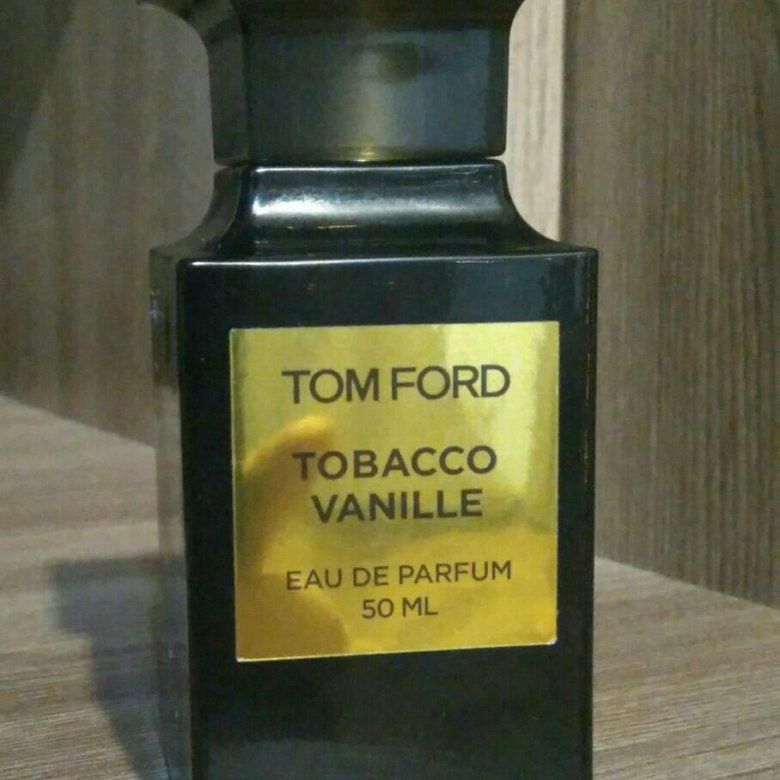 TOM FORD
TOBACCO
VANILLE
EAU DE PARFUM
50 ML